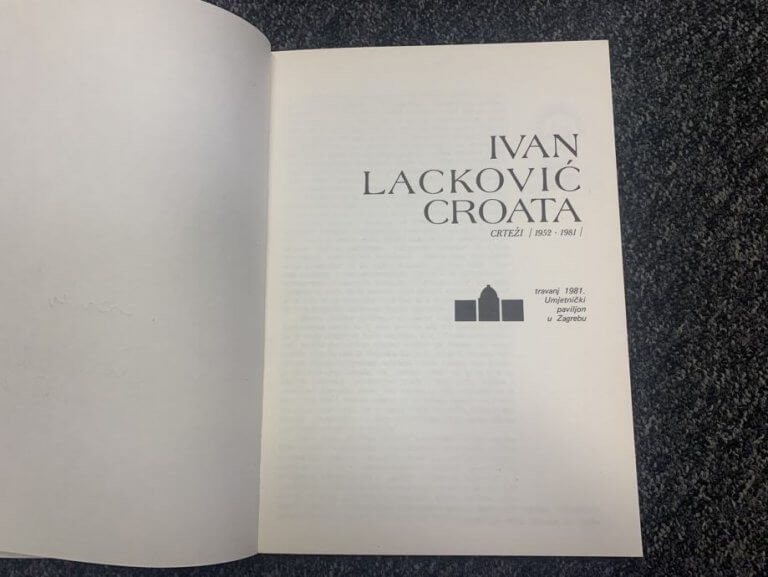 IVAN
LACKOVIĆ
CROATA
CRTEŽI / 1952 · 1981 /
travanj 1981.
Umjetnički
paviljon
u Zagrebu